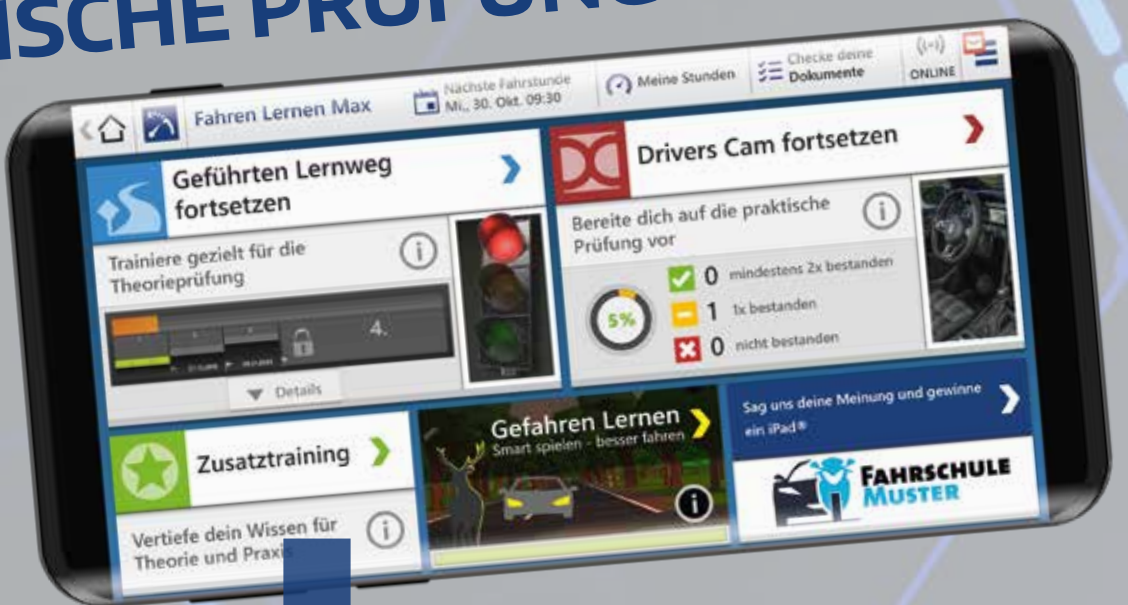 ISCHE PRÜFUNG
Fahren Lernen Max
Nächste Fahrstunde
Mi., 30. Okt. 09:30
Meine Stunden
Checke deine
Dokumente
ONLINE
Geführten Lernweg
fortsetzen
Trainiere gezielt für die
Theorieprüfung
4.
Details
Drivers Cam fortsetzen
Bereite dich auf die praktische
Prüfung vor
5%
0 mindestens 2x bestanden
1 1x bestanden
0 nicht bestanden
Zusatztraining
Vertiefe dein Wissen für
Theorie und Praxis
Gefahren Lernen
Smart spielen - besser fahren
Sag uns deine Meinung und gewinne
ein iPad®
FAHRSCHULE
MUSTER